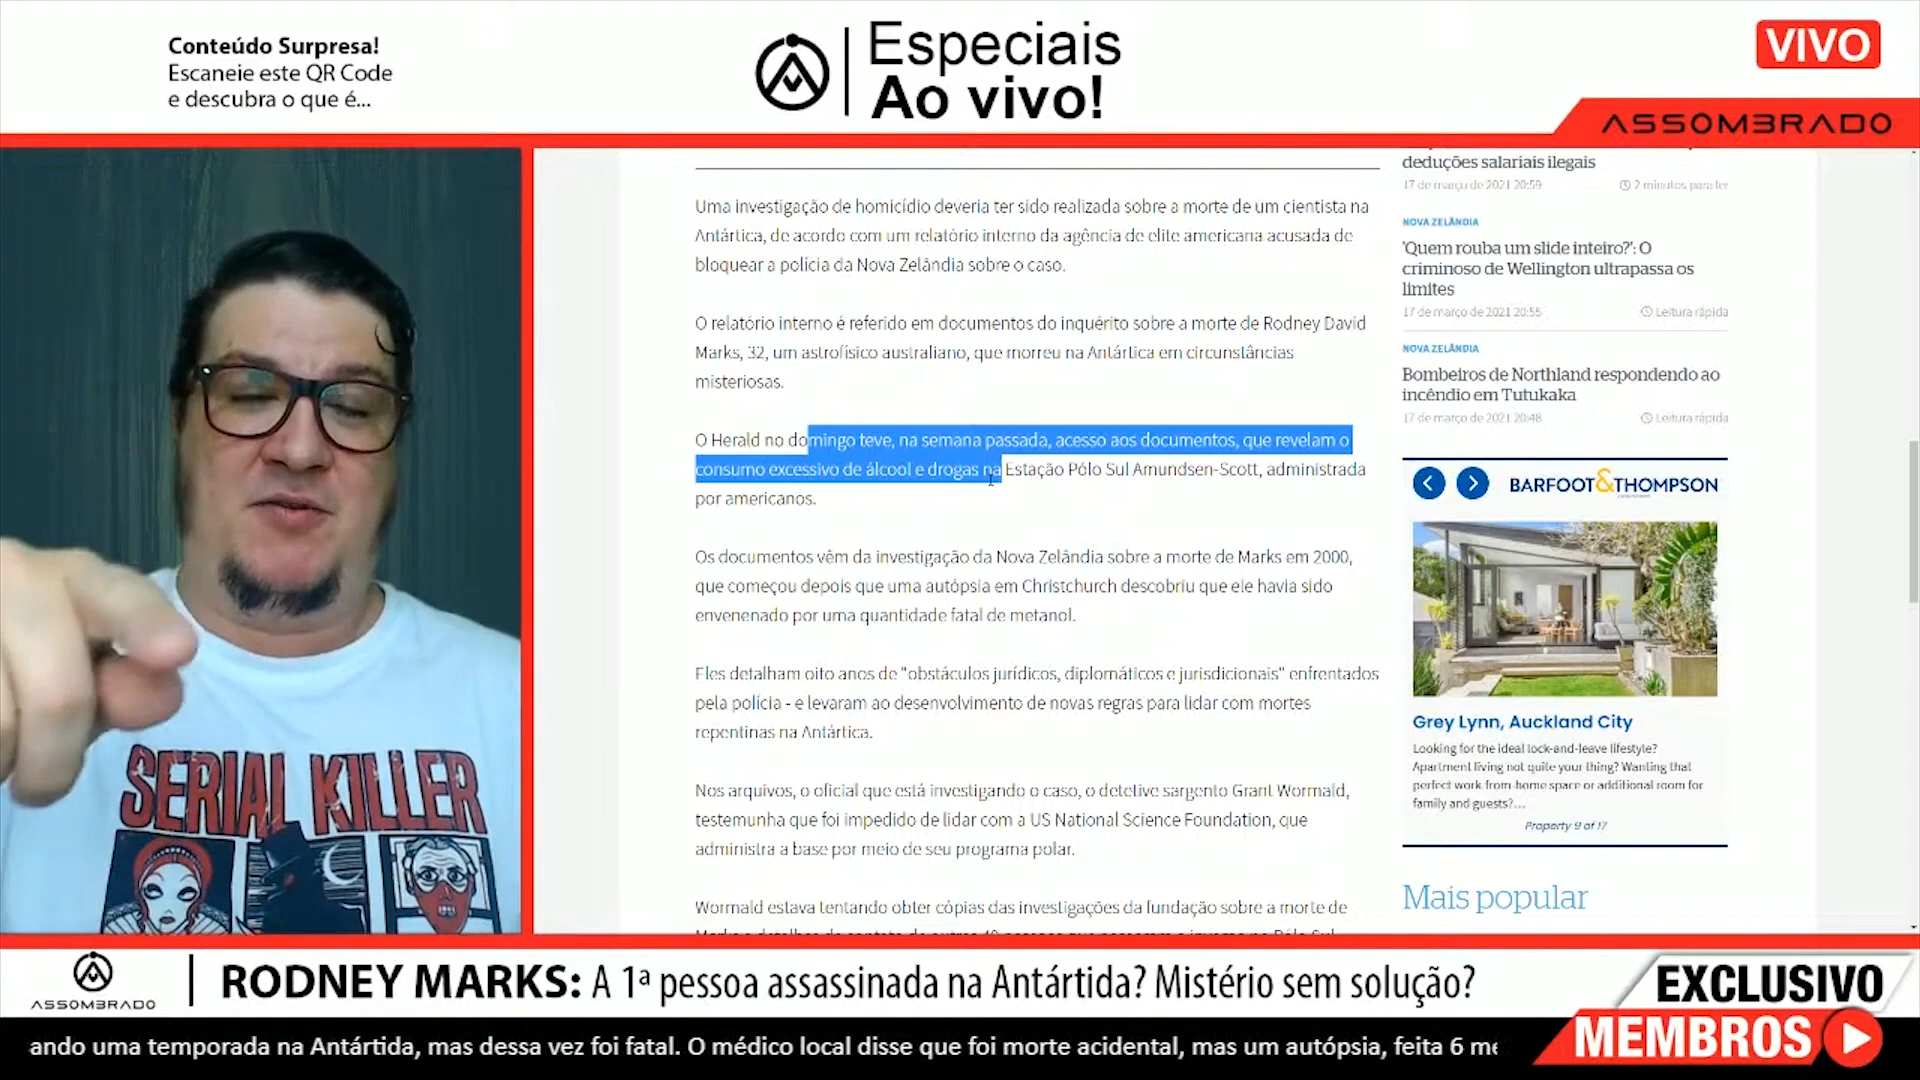 Conteúdo Surpresa!
Escaneie este QR Code
e descubra o que é...
Especiais
Ao vivo!
VIVO
ASSOMBRADO
Uma investigação de homicídio deveria ter sido realizada sobre a morte de um cientista na
Antártica, de acordo com um relatório interno da agência de elite americana acusada de
bloquear a polícia da Nova Zelândia sobre o caso.
O relatório interno é referido em documentos do inquérito sobre a morte de Rodney David
Marks, 32, um astrofísico australiano, que morreu na Antártica em circunstâncias
misteriosas.
O Herald no domingo teve, na semana passada, acesso aos documentos, que revelam o
consumo excessivo de álcool e drogas na Estação Pólo Sul Amundsen-Scott, administrada
por americanos.
Os documentos vêm da investigação da Nova Zelândia sobre a morte de Marks em 2000,
que começou depois que uma autópsia em Christchurch descobriu que ele havia sido
envenenado por uma quantidade fatal de metanol.
Eles detalham oito anos de "obstáculos jurídicos, diplomáticos e jurisdicionais" enfrentados
pela polícia - e levaram ao desenvolvimento de novas regras para lidar com mortes
repentinas na Antártica.
Nos arquivos, o oficial que está investigando o caso, o detetive sargento Grant Wormald,
testemunha que foi impedido de lidar com a US National Science Foundation, que
administra a base por meio de seu programa polar.
Wormald estava tentando obter cópias das investigações da fundação sobre a morte de
deduções salariais ilegais
17 de março de 2021 20:59
2 minutos para ler
NOVA ZELÂNDIA
'Quem rouba um slide inteiro?': O
criminoso de Wellington ultrapassa os
limites
17 de março de 2021 20:55
Leitura rápida
NOVA ZELÂNDIA
Bombeiros de Northland respondendo ao
incêndio em Tutukaka
17 de março de 2021 20:48
Leitura rápida
BARFOOT&THOMPSON
Grey Lynn, Auckland City
Looking for the ideal lock-and-leave lifestyle?
Apartment living not quite your thing? Wanting that
perfect work-from-home space or additional room for
family and guests?...
Property 9 of 17
Mais popular
SERIAL KILLER
ASSOMBRADO
RODNEY MARKS: A 1ª pessoa assassinada na Antártida? Mistério sem solução?
EXCLUSIVO
MEMBROS
ando uma temporada na Antártida, mas dessa vez foi fatal. O médico local disse que foi morte acidental, mas um autópsia, feita 6 me